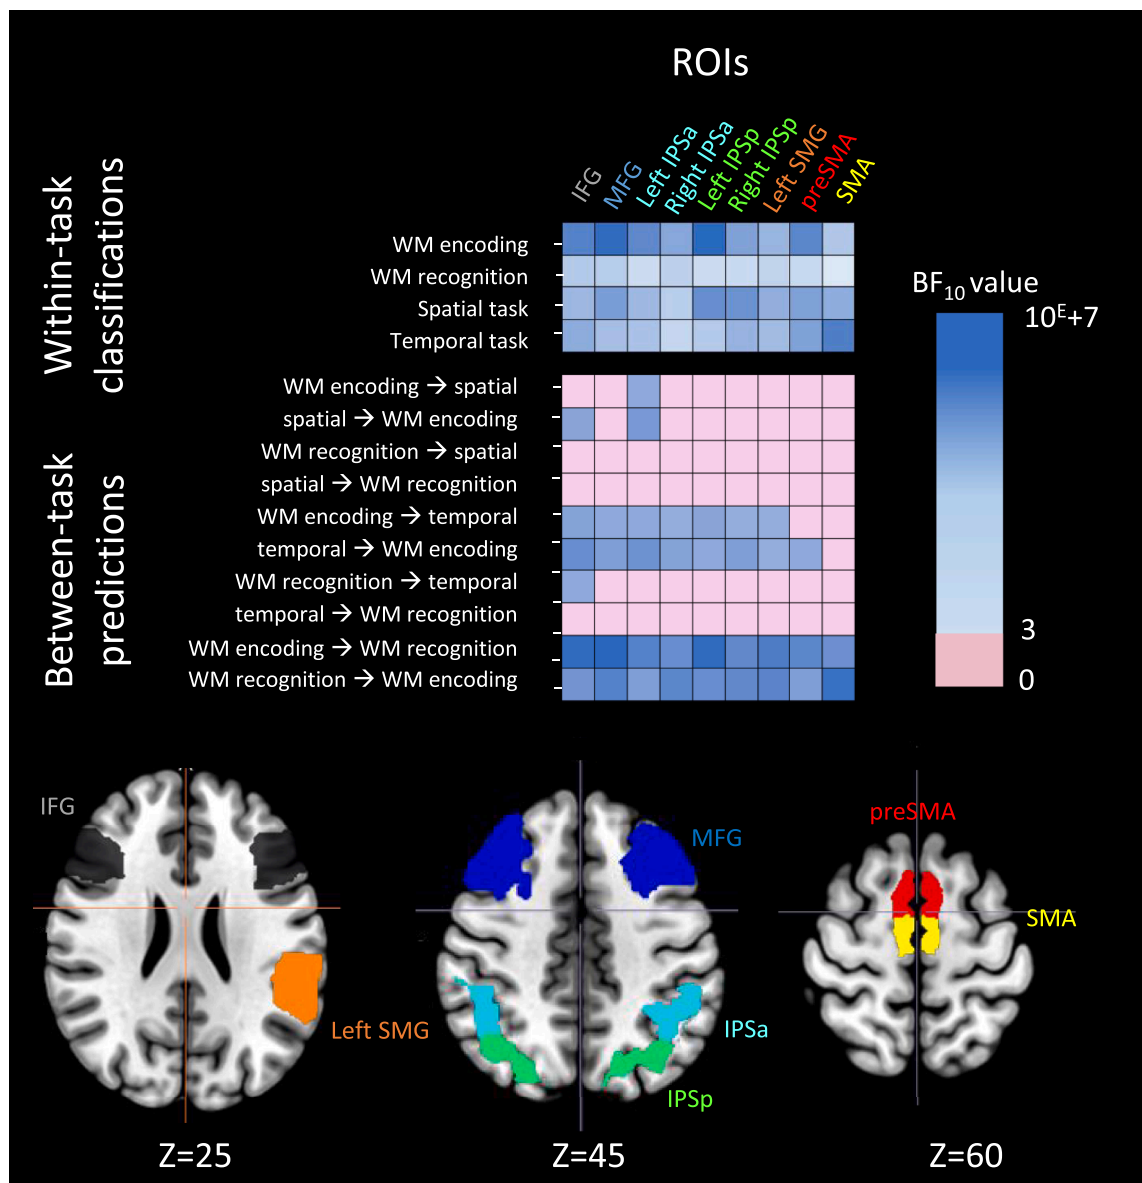 ROIs
IFG
MFG
Left IPSa
Right IPSa
Left IPSp
Right IPSp
Left SMG
preSMA
SMA
Within-task
classifications
WM encoding
WM recognition
Spatial task
Temporal task
Between-task
predictions
WM encoding → spatial
spatial → WM encoding
WM recognition → spatial
spatial → WM recognition
WM encoding → temporal
temporal → WM encoding
WM recognition → temporal
temporal → WM recognition
WM encoding → WM recognition
WM recognition → WM encoding
BF10 value
10E+7
3
0
IFG
Left SMG
Z=25
MFG
IPSa
IPSp
Z=45
preSMA
SMA
Z=60